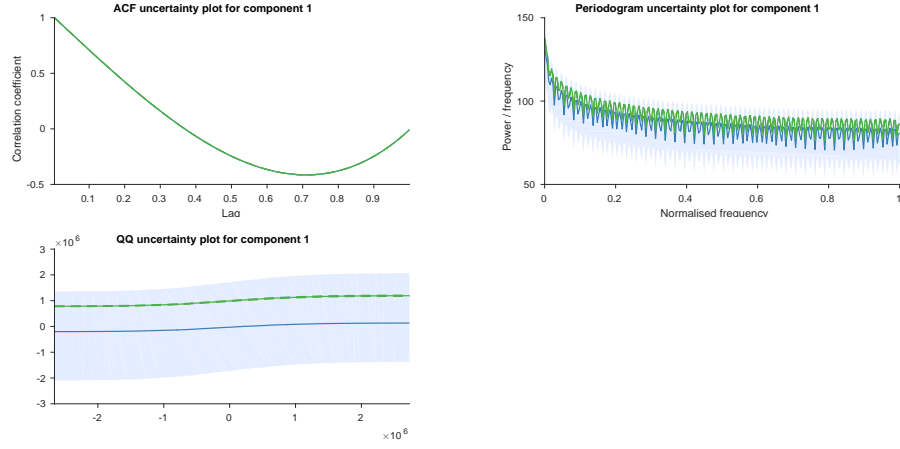 ACF uncertainty plot for component 1
Correlation coefficient
1
0.5
0
-0.5
0.1 0.2 0.3 0.4 0.5 0.6 0.7 0.8 0.9
Lag
Periodogram uncertainty plot for component 1
Power / frequency
150
100
50
0 0.2 0.4 0.6 0.8 1
Normalised frequency
QQ uncertainty plot for component 1
×10 6
3
2
1
0
-1
-2
-3
-2 -1 0 1 2
×10 6